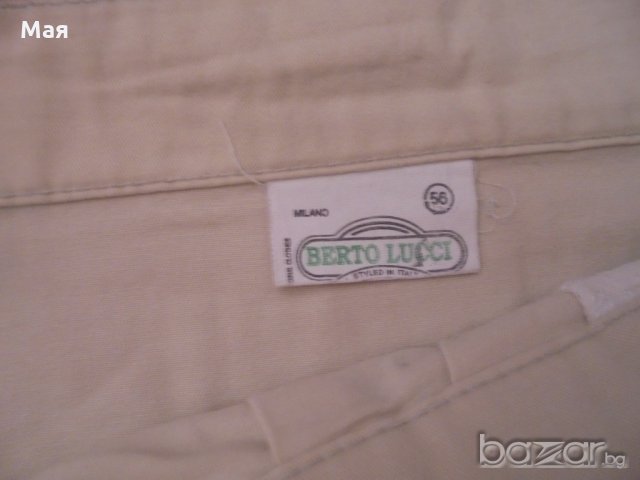 Мая
MILANO
56
BERTO LUCCI
STYLED IN ITALY
bazar.bg